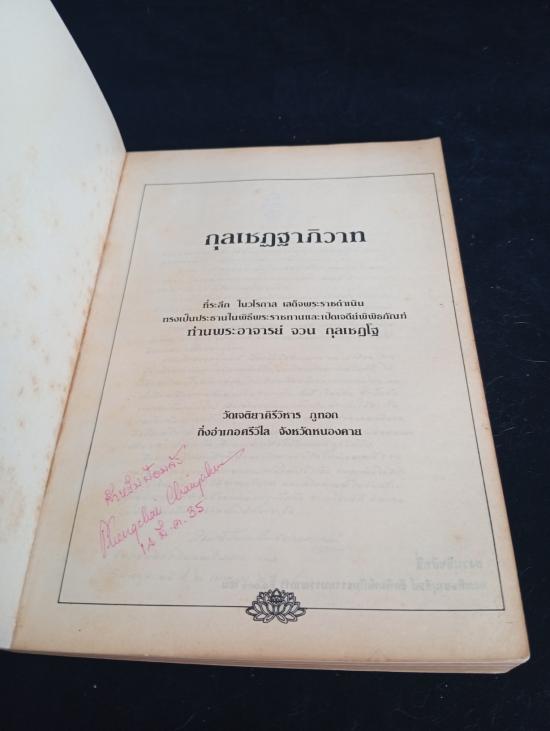 กุลเชฏฐาภิวาท
ที่ระลึก ในวโรกาส เสด็จพระราชดำเนิน
ทรงเป็นประธานในพิธีพระราชทานและเปิดเจดีย์พิพิธภัณฑ์
ท่านพระอาจารย์ จวน กุลเชฏโฐ
วัดเจติยาคิรีวิหาร ภูทอก
กิ่งอำเภอศรีวิไล จังหวัดหนองคาย
14 มี.ค. 35